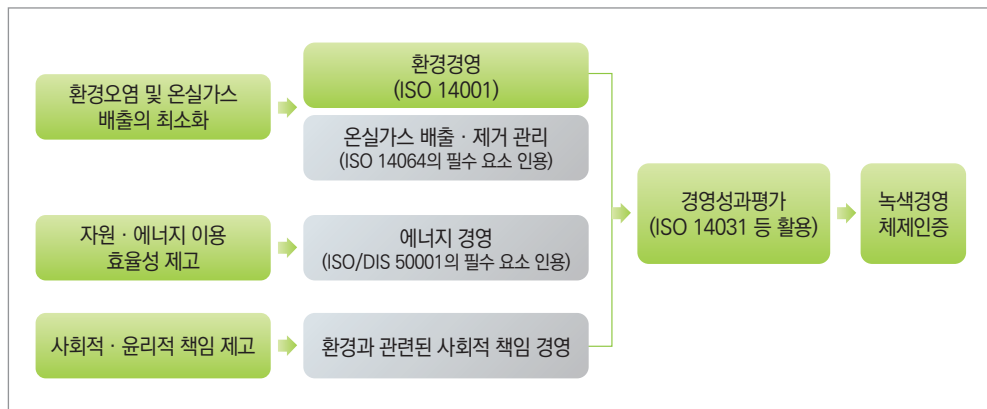 환경오염 및 온실가스
배출의 최소화
환경경영
(ISO 14001)
온실가스 배출 · 제거 관리
(ISO 14064의 필수 요소 인용)
자원 · 에너지 이용
효율성 제고
에너지 경영
(ISO/DIS 50001의 필수 요소 인용)
사회적 · 윤리적 책임 제고
환경과 관련된 사회적 책임 경영
경영성과평가
(ISO 14031 등 활용)
녹색경영
체제인증